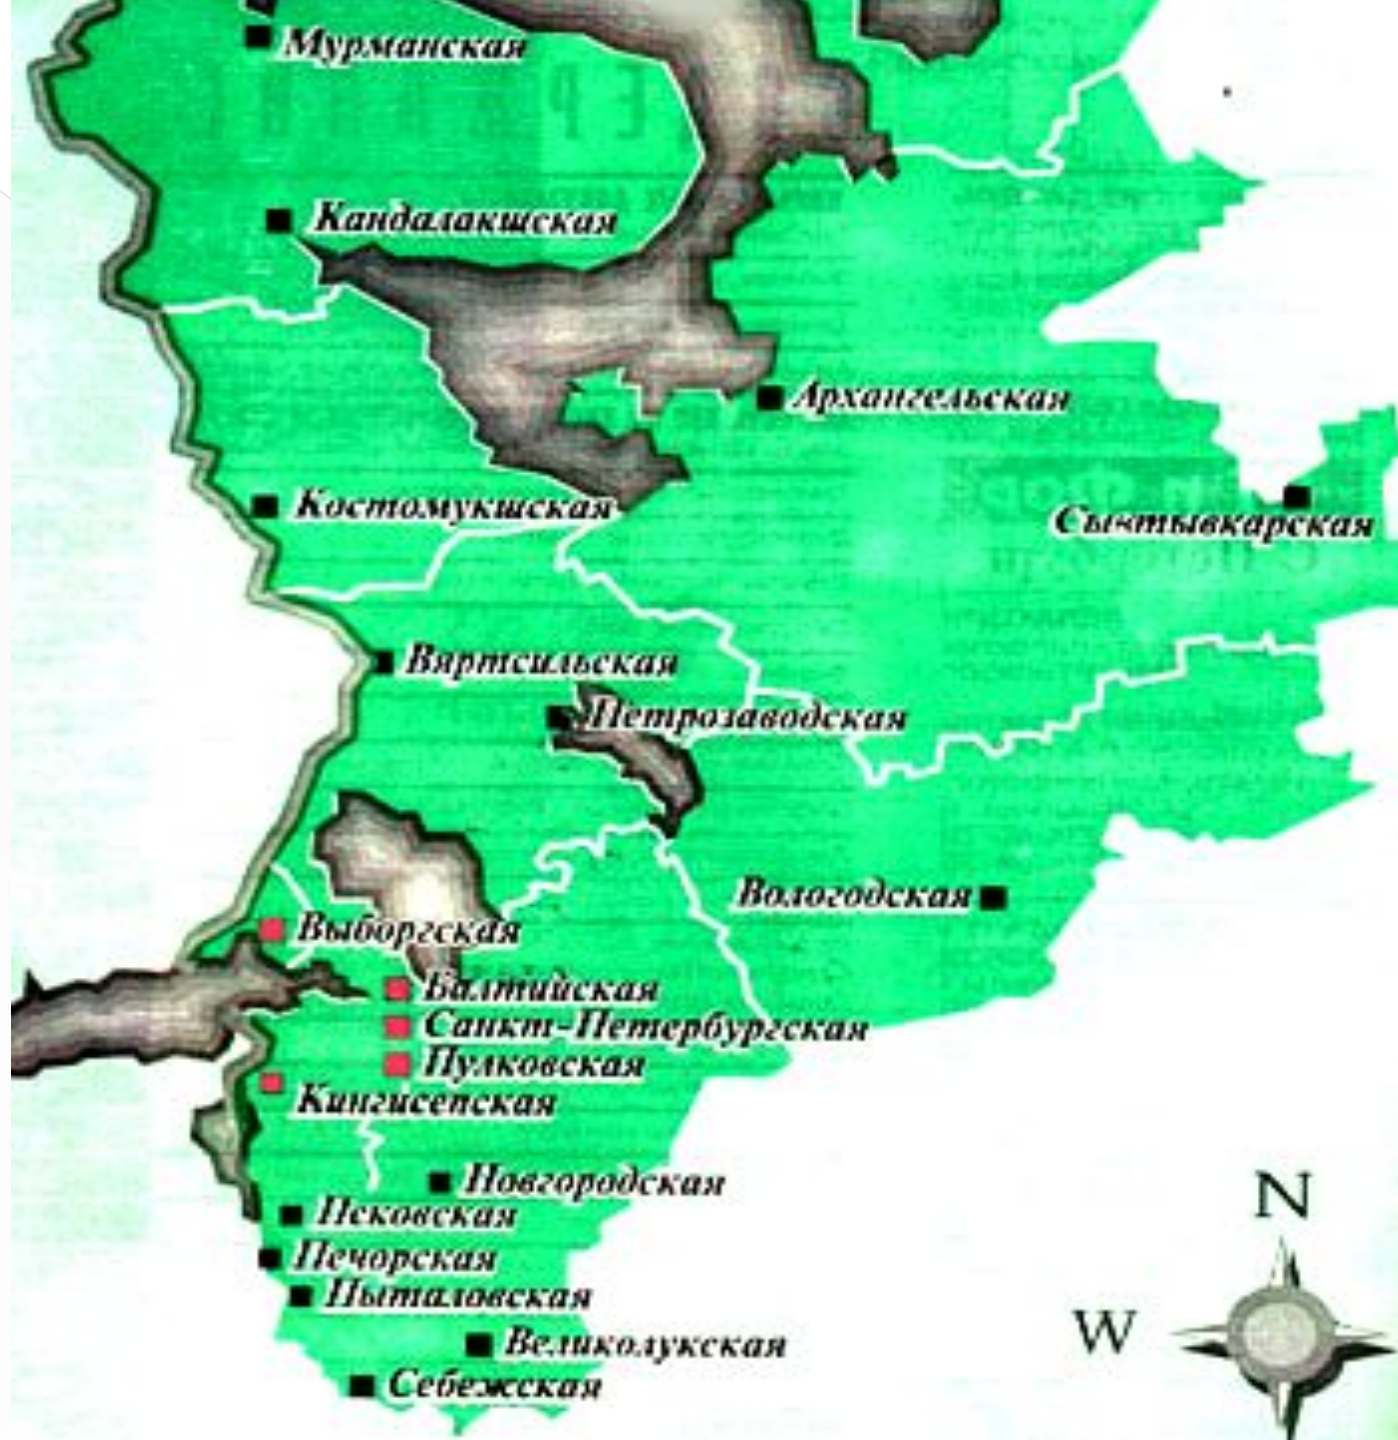 Мурманская
Кандалакшская
Архангельская
Костомукшская
Сыктывкарская
Вяртсильская
Петрозаводская
Вологодская
Выборгская
Балтийская
Санкт-Петербургская
Пулковская
Кингисепская
Новгородская
Псковская
Печорская
Пыталовская
Великолукская
Себежская
N
W